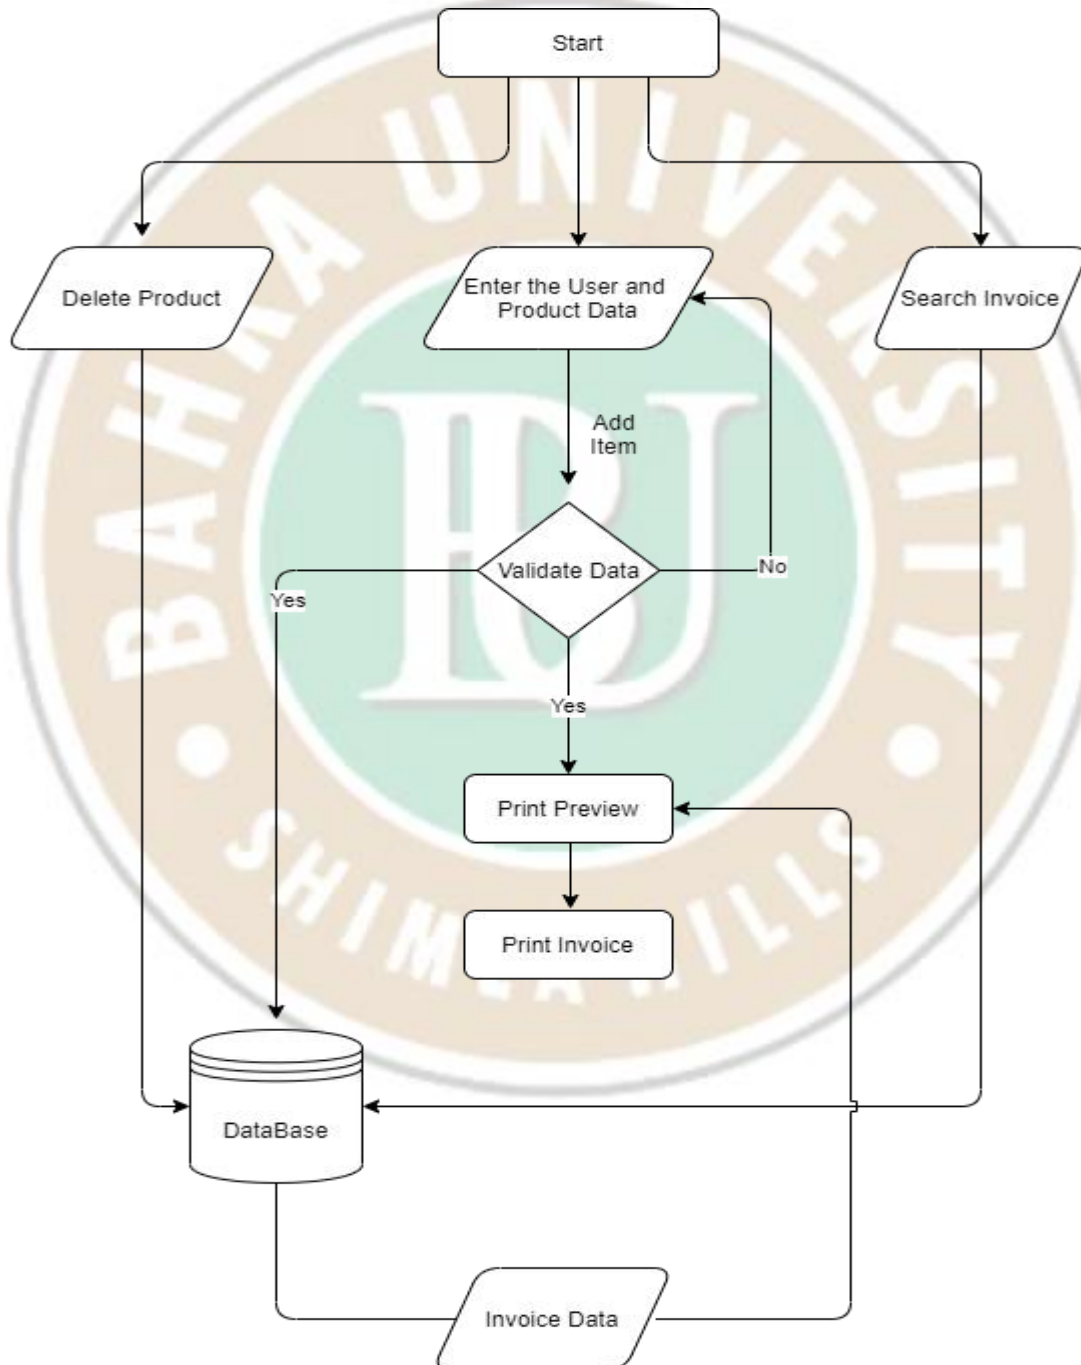 Start
Delete Product
Enter the User and
Product Data
Search Invoice
Add
Item
Validate Data
No
Yes
Yes
Print Preview
Print Invoice
DataBase
Invoice Data
BAHRA UNIVERSITY
BU
SHIMLA HILLS